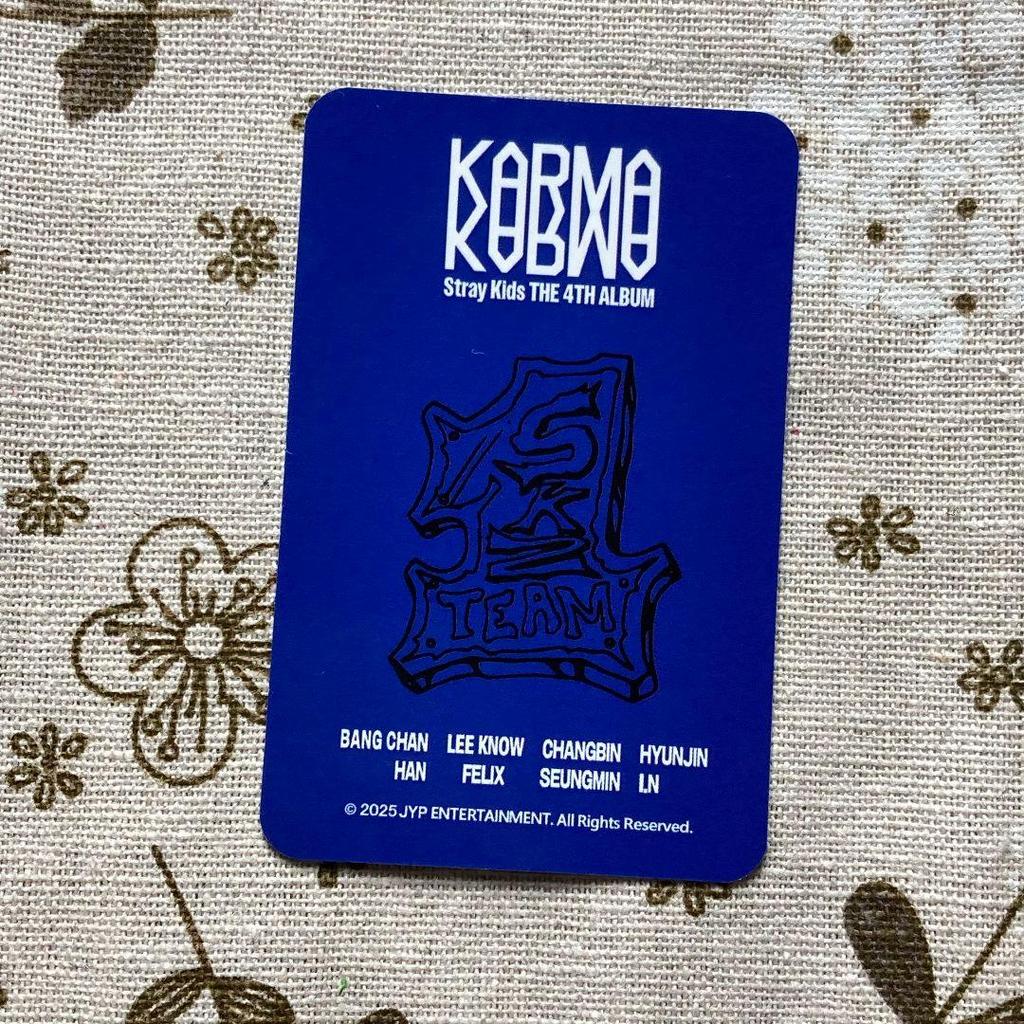 KARMA
Stray Kids THE 4TH ALBUM
1
SKZ
TEAM
BANG CHAN LEE KNOW CHANGBIN HYUNJIN
HAN FELIX SEUNGMIN I.N
© 2025 JYP ENTERTAINMENT. All Rights Reserved.